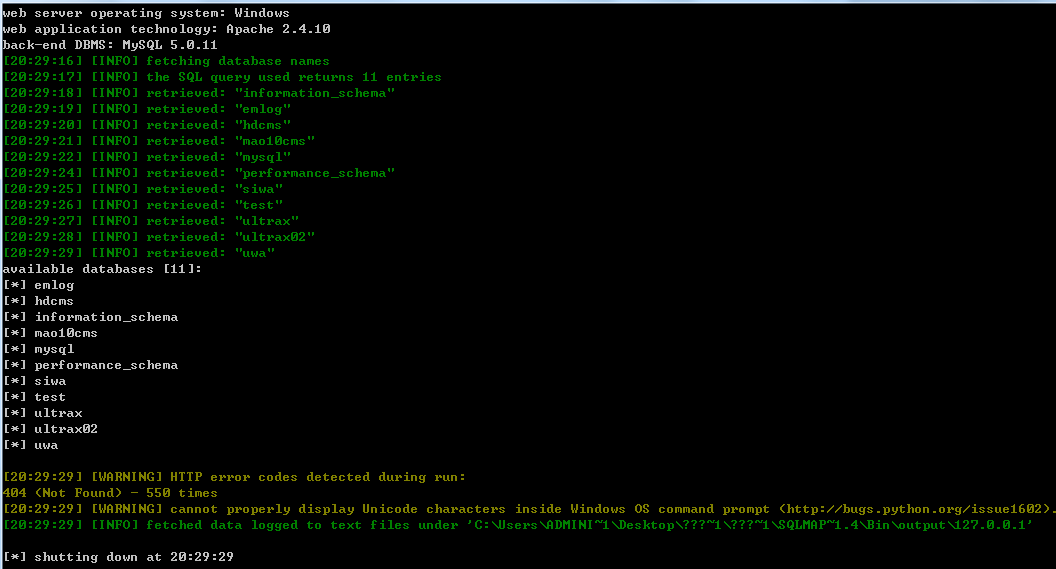 web server operating system: Windows
web application technology: Apache 2.4.10
back-end DBMS: MySQL 5.0.11
[20:29:16] [INFO] fetching database names
[20:29:17] [INFO] the SQL query used returns 11 entries
[20:29:18] [INFO] retrieved: "information_schema"
[20:29:19] [INFO] retrieved: "emlog"
[20:29:20] [INFO] retrieved: "hdcms"
[20:29:21] [INFO] retrieved: "mao10cms"
[20:29:22] [INFO] retrieved: "mysql"
[20:29:24] [INFO] retrieved: "performance_schema"
[20:29:25] [INFO] retrieved: "siwa"
[20:29:26] [INFO] retrieved: "test"
[20:29:27] [INFO] retrieved: "ultrax"
[20:29:28] [INFO] retrieved: "ultrax02"
[20:29:29] [INFO] retrieved: "uwa"
available databases [11]:
[*] emlog
[*] hdcms
[*] information_schema
[*] mao10cms
[*] mysql
[*] performance_schema
[*] siwa
[*] test
[*] ultrax
[*] ultrax02
[*] uwa
[20:29:29] [WARNING] HTTP error codes detected during run:
404 (Not Found) - 550 times
[20:29:29] [WARNING] cannot properly display Unicode characters inside Windows OS command prompt (http://bugs.python.org/issue1602).
[20:29:29] [INFO] fetched data logged to text files under 'C:\Users\ADMINI~1\Desktop\???~1\???~1\SQLMAP~1.4\Bin\output\127.0.0.1'
[*] shutting down at 20:29:29